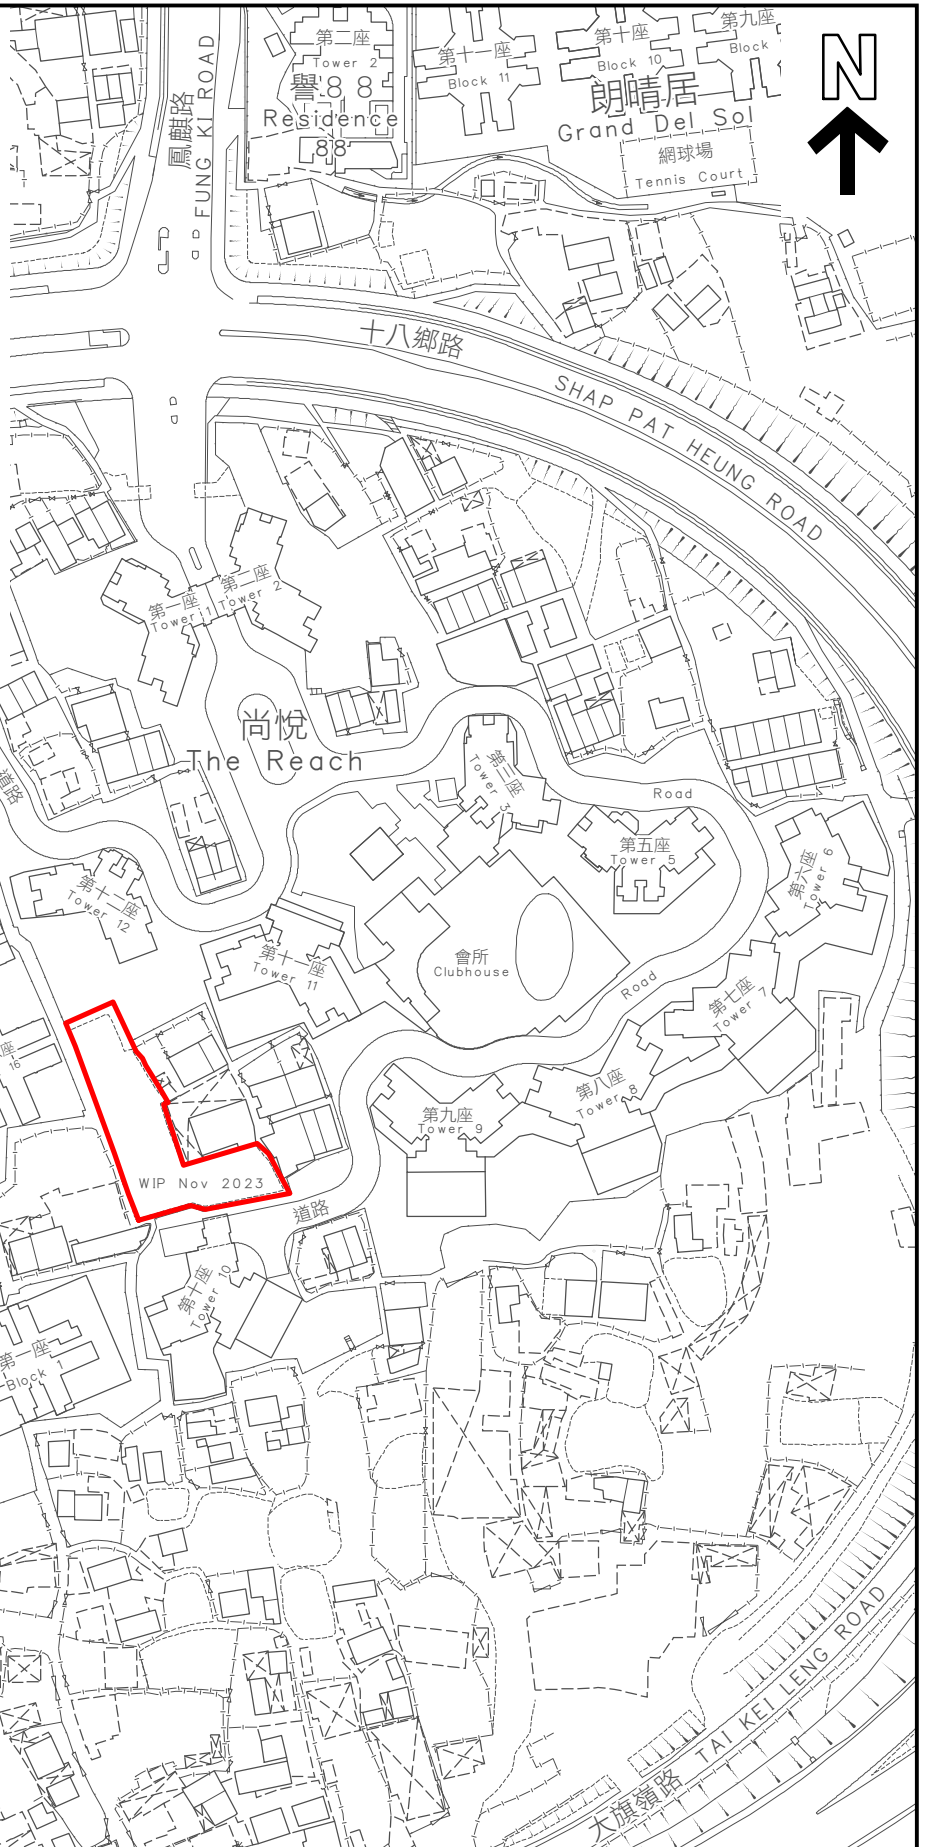 第二座
Tower 2
譽88
Residence
88
鳳麒路
FUNG KI ROAD
第十一座
Block 11
第十座
Block 10
第九座
Block
朗晴居
Grand Del Sol
網球場
Tennis Court
N
十八鄉路
SHAP PAT HEUNG ROAD
第一座
Tower 1
第二座
Tower 2
尚悅
The Reach
道路
第三座
Tower 3
Road
第五座
Tower 5
第六座
Tower 6
第十二座
Tower 12
第十一座
Tower 11
會所
Clubhouse
Road
第七座
Tower 7
座
16
第八座
Tower 8
第九座
Tower 9
WIP Nov 2023
道路
第十座
Tower 10
第一座
Block 1
大旗嶺路
TAI KEI LENG ROAD